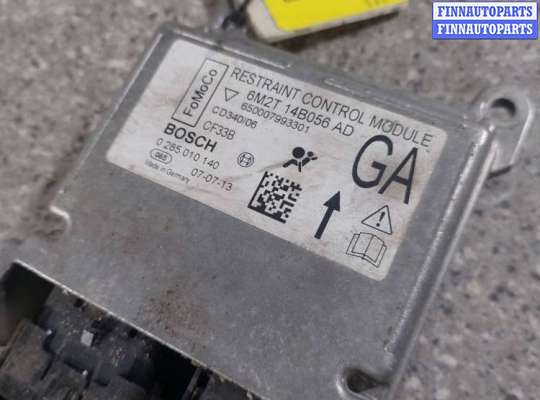 FINNAUTOPARTS
FINNAUTOPARTS
FoMoCo
RESTRAINT CONTROL MODULE
6M2T 14B056 AD
650007993301
CD340/06
CF33B
BOSCH
0 285 010 140
065
07-07-13
Made in Germany
GA